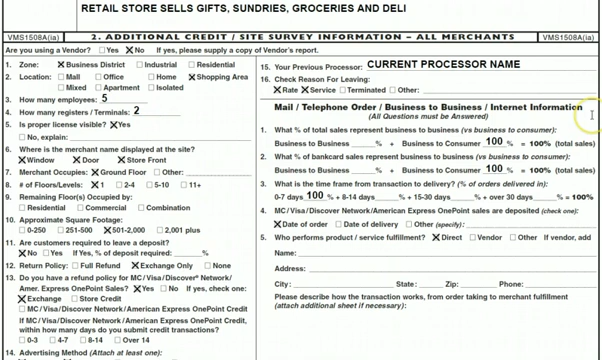 RETAIL STORE SELLS GIFTS, SUNDRIES, GROCERIES AND DELI
VMS1508A(ia) 2. ADDITIONAL CREDIT / SITE SURVEY INFORMATION – ALL MERCHANTS VMS1508A(ia)
Are you using a Vendor? Yes X No If yes, please supply a copy of Vendor's report.
1. Zone: X Business District Industrial Residential
2. Location: Mall Office Home X Shopping Area
Mixed Apartment Isolated
3. How many employees: 5
4. How many registers / Terminals: 2
5. Is proper license visible? X Yes
No, explain:
6. Where is the merchant name displayed at the site?
X Window X Door X Store Front
7. Merchant Occupies: X Ground Floor Other:
8. # of Floors/Levels: X 1 2-4 5-10 11+
9. Remaining Floor(s) Occupied by:
Residential Commercial Combination
10. Approximate Square Footage:
0-250 251-500 X 501-2,000 2,001 plus
11. Are customers required to leave a deposit?
X No Yes If Yes, % of deposit required: %
12. Return Policy: Full Refund X Exchange Only None
13. Do you have a refund policy for MC/Visa/Discover® Network/
Amer. Express OnePoint Sales? X Yes No If yes, check one:
X Exchange Store Credit
MC/Visa/Discover Network/American Express OnePoint Credit
If MC/Visa/Discover Network/American Express OnePoint Credit,
within how many days do you submit credit transactions?
0-3 4-7 8-14 Over 14
14. Advertising Method (Attach at least one):
15. Your Previous Processor: CURRENT PROCESSOR NAME
16. Check Reason For Leaving:
X Rate X Service Terminated Other:
Mail / Telephone Order / Business to Business / Internet Information
(All Questions must be Answered)
1. What % of total sales represent business to business (vs business to consumer):
Business to Business % + Business to Consumer 100 % = 100% (total sales)
2. What % of bankcard sales represent business to business (vs business to consumer):
Business to Business % + Business to Consumer 100 % = 100% (total sales)
3. What is the time frame from transaction to delivery? (% of orders delivered in):
0-7 days 100 % + 8-14 days % + 15-30 days % + over 30 days % = 100%
4. MC/Visa/Discover Network/American Express OnePoint sales are deposited (check one):
X Date of order Date of delivery Other (specify):
5. Who performs product / service fulfillment? X Direct Vendor Other If vendor, add
Name:
Address:
City: State: Zip: Phone:
Please describe how the transaction works, from order taking to merchant fulfillment
(attach additional sheet if necessary):